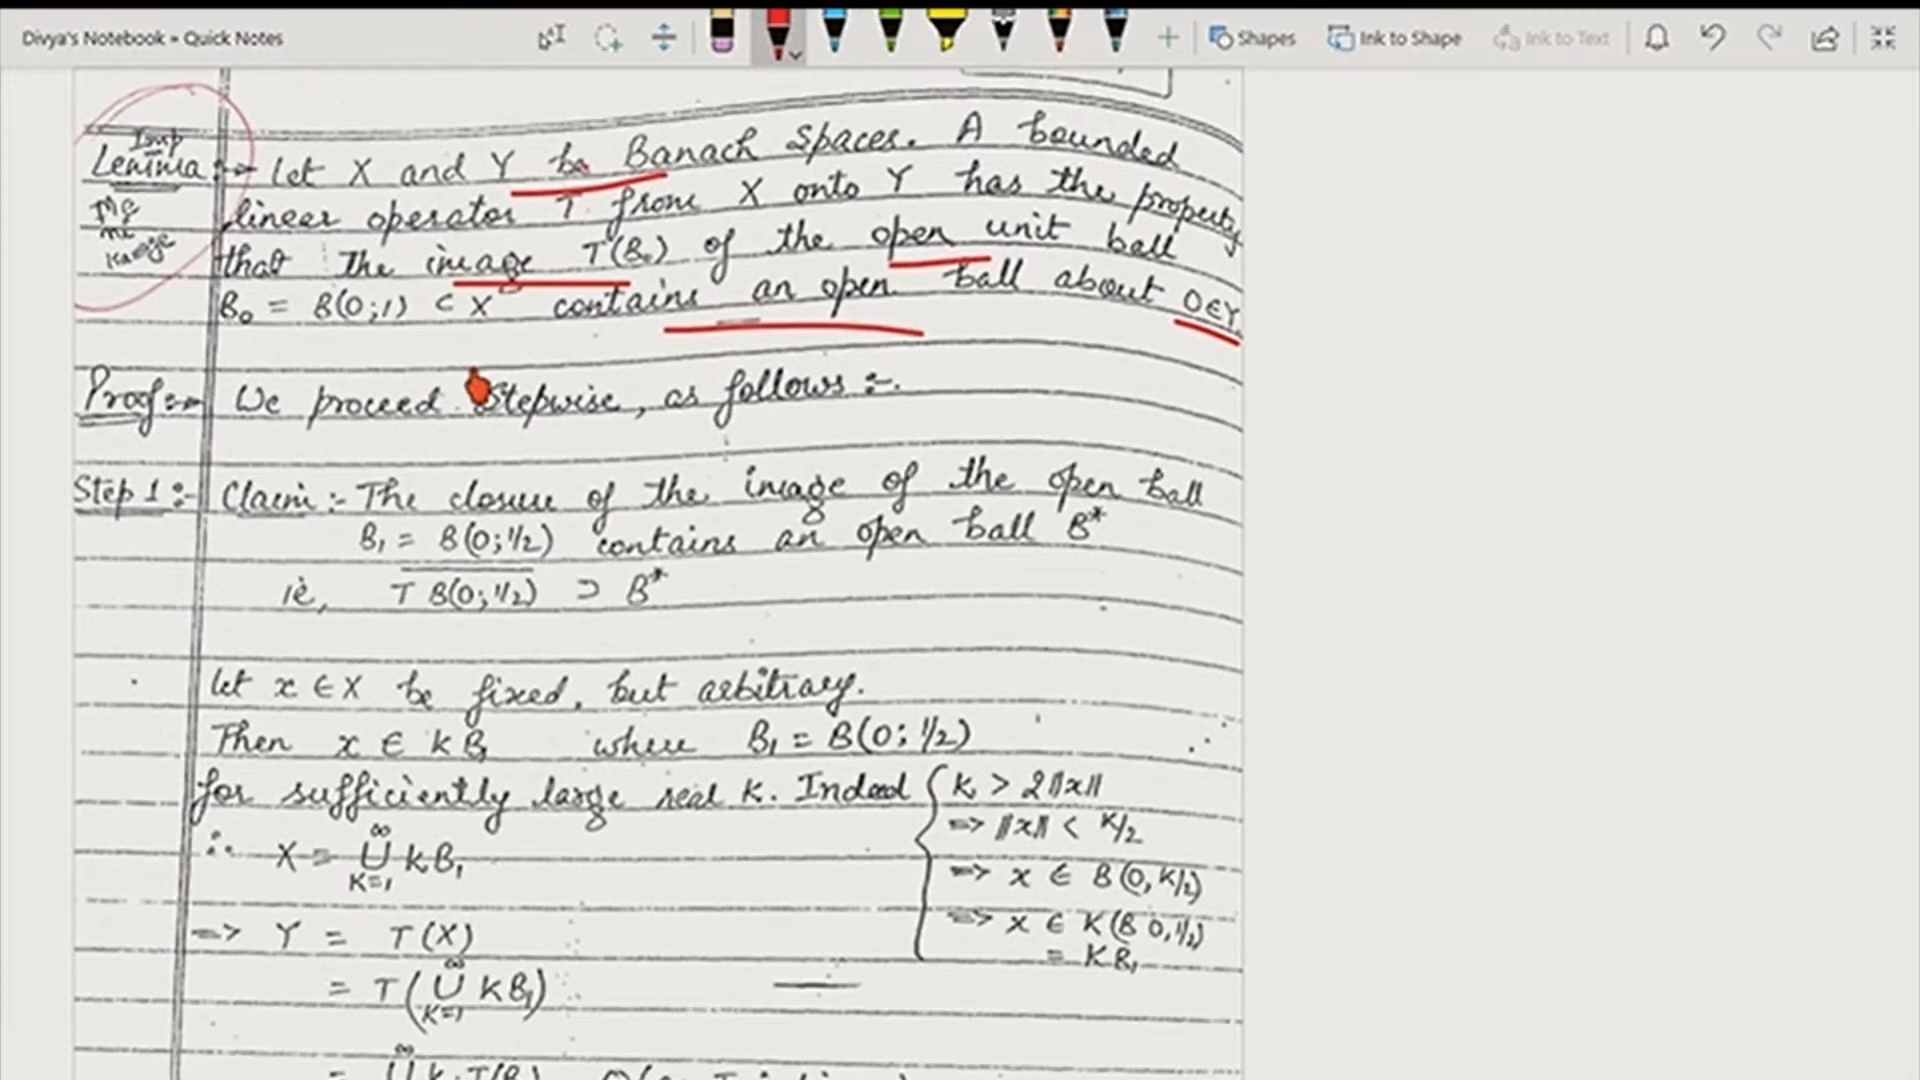 Divya's Notebook » Quick Notes
Shapes
Ink to Shape
Ink to Text
Imp
Lemma :- Let X and Y be Banach Spaces. A bounded
linear operator T from X onto Y has the property
that the image T(B₀) of the open unit ball
B₀ = B(0;1) ⊂ X contains an open ball about 0∈Y.
Proof :- We proceed Stepwise, as follows :-.
Step 1 :- Claim :- The closure of the image of the open ball
B₁ = B(0;1/2) contains an open ball B*
ie, T B(0;1/2) ⊃ B*
let x ∈ X be fixed, but arbitrary.
Then x ∈ KB₁ where B₁ = B(0; 1/2)
for sufficiently large real K. Indeed
K > 2||x||
=> ||x|| < K/2
=> x ∈ B(0, K/2)
=> x ∈ K(B 0, 1/2)
= KB₁
∴ X = ∞ ∪ K=1 KB₁
=> Y = T(X)
= T(∞ ∪ K=1 KB₁)